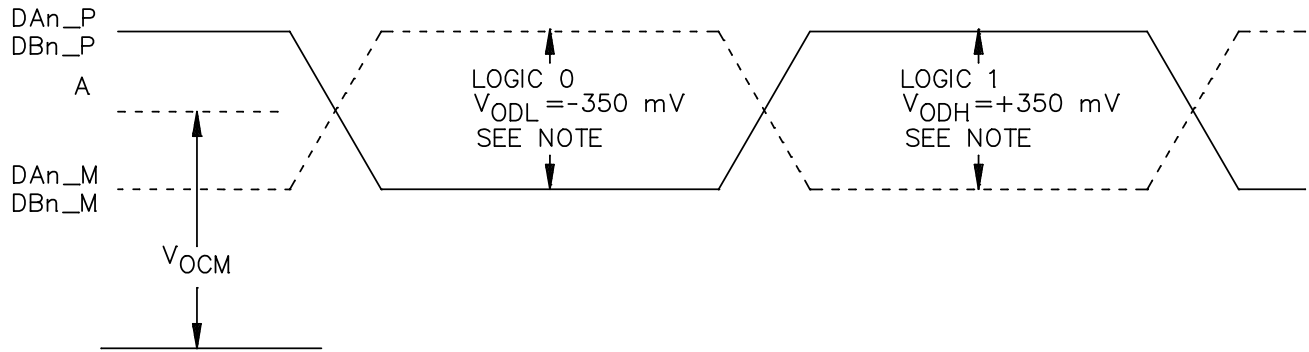 DAn_P
DBn_P
A
DAn_M
DBn_M
VOCM
LOGIC 0
VODL=-350 mV
SEE NOTE
LOGIC 1
VODH=+350 mV
SEE NOTE